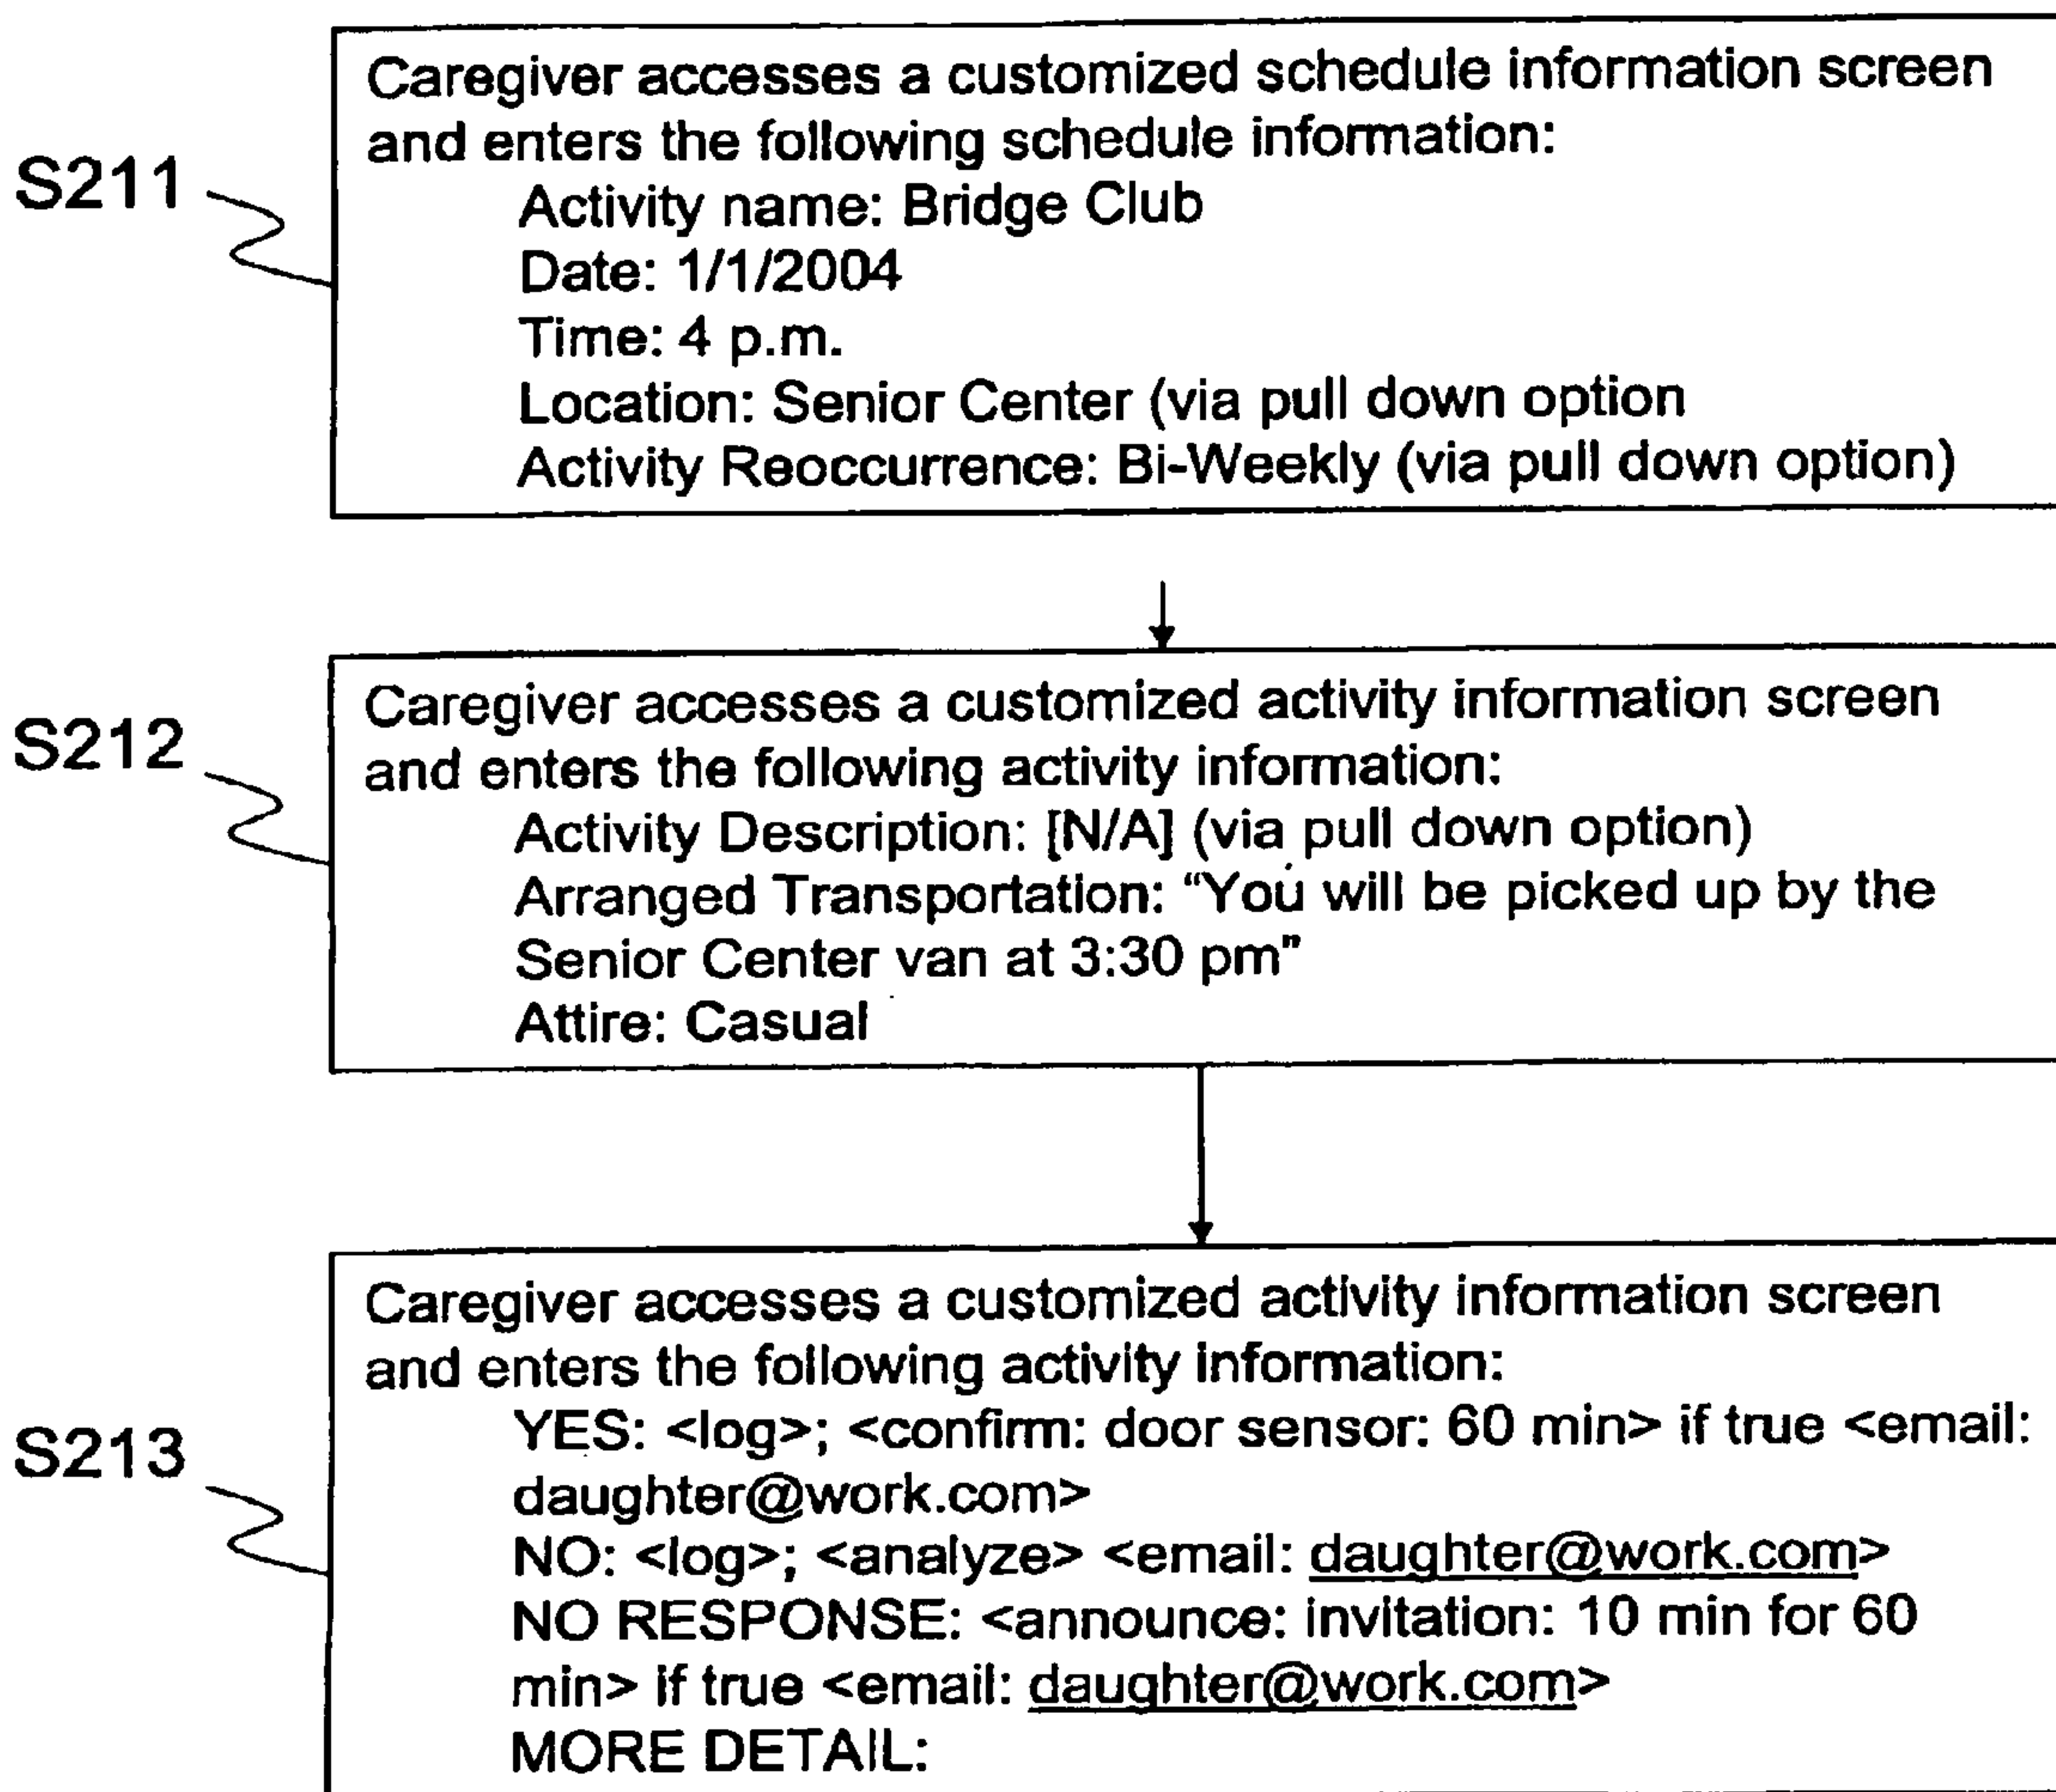 S211
Caregiver accesses a customized schedule information screen
and enters the following schedule information:
Activity name: Bridge Club
Date: 1/1/2004
Time: 4 p.m.
Location: Senior Center (via pull down option
Activity Reoccurrence: Bi-Weekly (via pull down option)
S212
Caregiver accesses a customized activity information screen
and enters the following activity information:
Activity Description: [N/A] (via pull down option)
Arranged Transportation: “You will be picked up by the
Senior Center van at 3:30 pm”
Attire: Casual
S213
Caregiver accesses a customized activity information screen
and enters the following activity information:
YES: <log>; <confirm: door sensor: 60 min> if true <email:
daughter@work.com>
NO: <log>; <analyze> <email: daughter@work.com>
NO RESPONSE: <announce: invitation: 10 min for 60
min> if true <email: daughter@work.com>
MORE DETAIL: